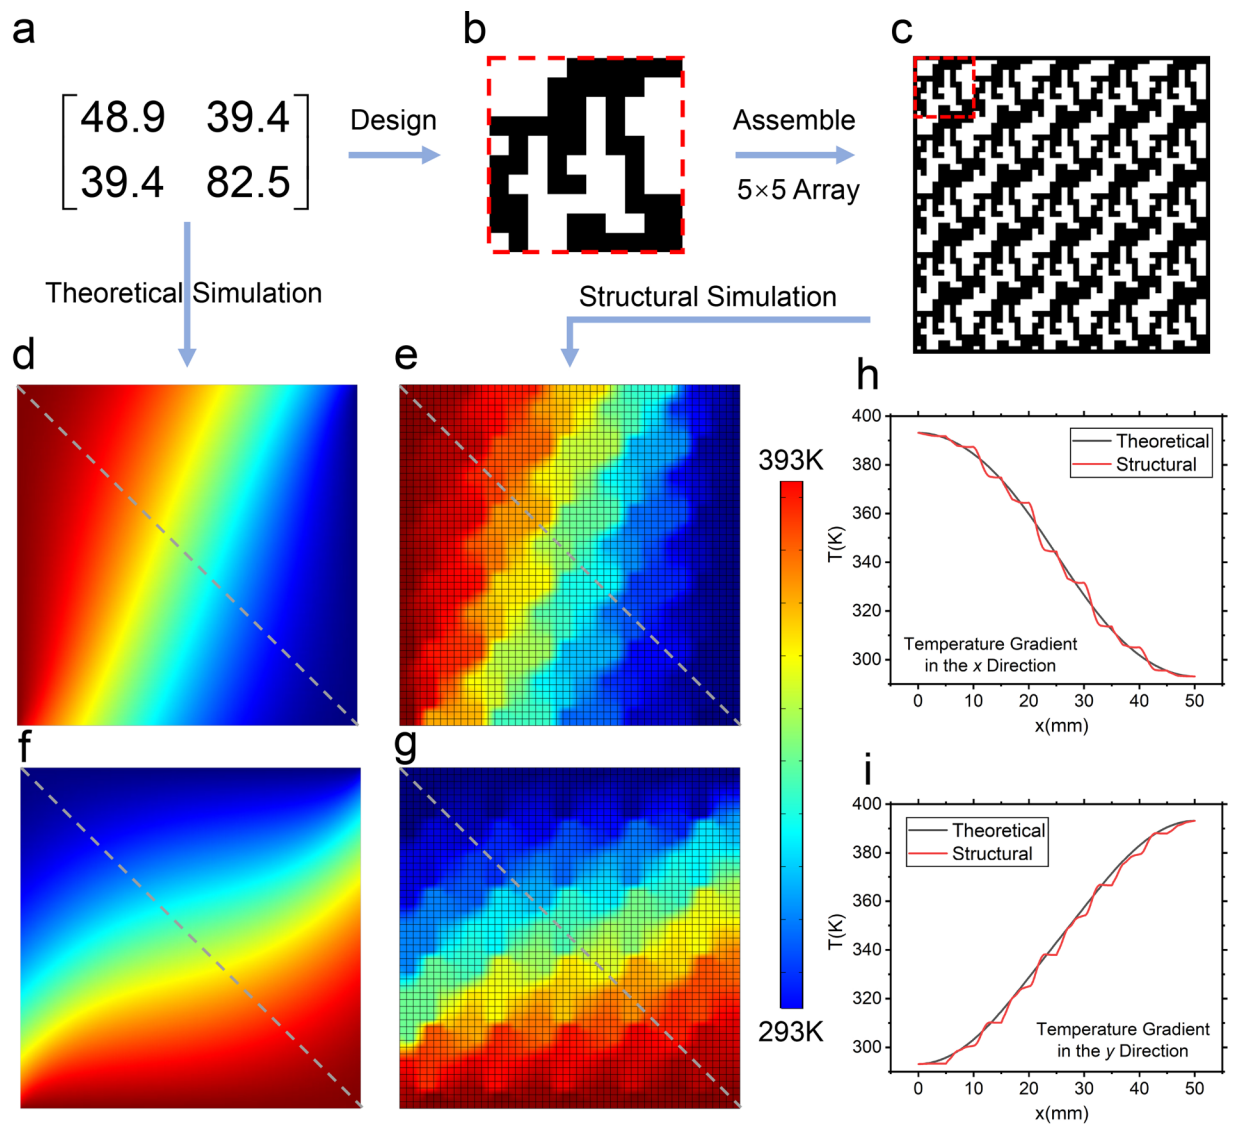 a
48.9 39.4
39.4 82.5
Design
b
Assemble
5×5 Array
c
Theoretical Simulation
Structural Simulation
d
e
393K
293K
f
g
h
400
380
360
340
320
300
T(K)
Theoretical
Structural
Temperature Gradient
in the x Direction
0 10 20 30 40 50
x(mm)
i
400
380
360
340
320
300
T(K)
Theoretical
Structural
Temperature Gradient
in the y Direction
0 10 20 30 40 50
x(mm)